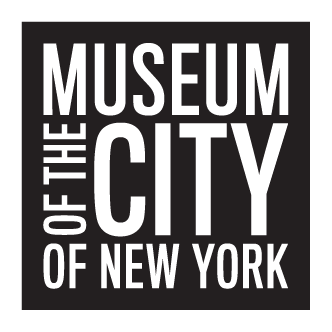 MUSEUM
OF THE
CITY
OF NEW YORK